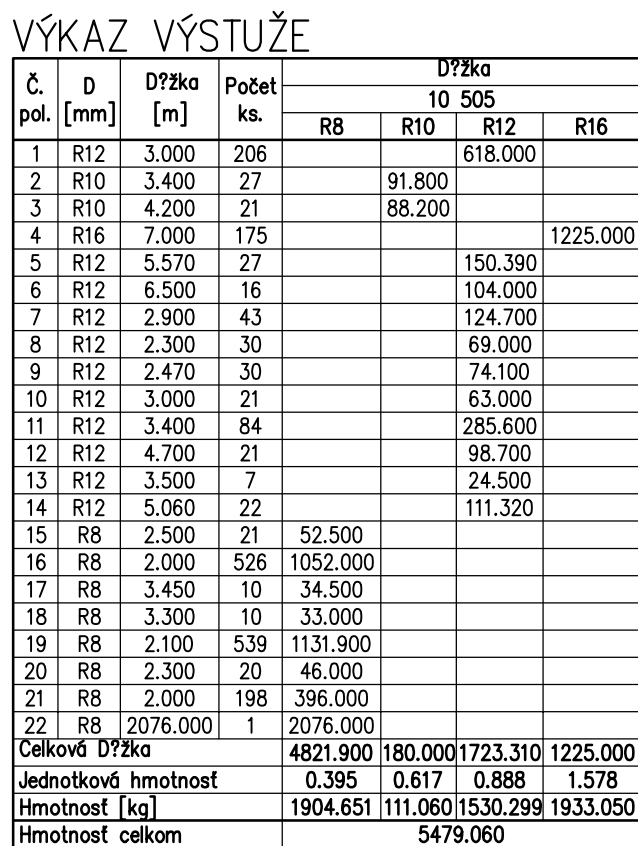 VÝKAZ VÝSTUŽE
Č. pol. D [mm] D?žka [m] Počet ks. D?žka
10 505
R8 R10 R12 R16
1 R12 3.000 206 618.000
2 R10 3.400 27 91.800
3 R10 4.200 21 88.200
4 R16 7.000 175 1225.000
5 R12 5.570 27 150.390
6 R12 6.500 16 104.000
7 R12 2.900 43 124.700
8 R12 2.300 30 69.000
9 R12 2.470 30 74.100
10 R12 3.000 21 63.000
11 R12 3.400 84 285.600
12 R12 4.700 21 98.700
13 R12 3.500 7 24.500
14 R12 5.060 22 111.320
15 R8 2.500 21 52.500
16 R8 2.000 526 1052.000
17 R8 3.450 10 34.500
18 R8 3.300 10 33.000
19 R8 2.100 539 1131.900
20 R8 2.300 20 46.000
21 R8 2.000 198 396.000
22 R8 2076.000 1 2076.000
Celková D?žka 4821.900 180.000 1723.310 1225.000
Jednotková hmotnosť 0.395 0.617 0.888 1.578
Hmotnosť [kg] 1904.651 111.060 1530.299 1933.050
Hmotnosť celkom 5479.060